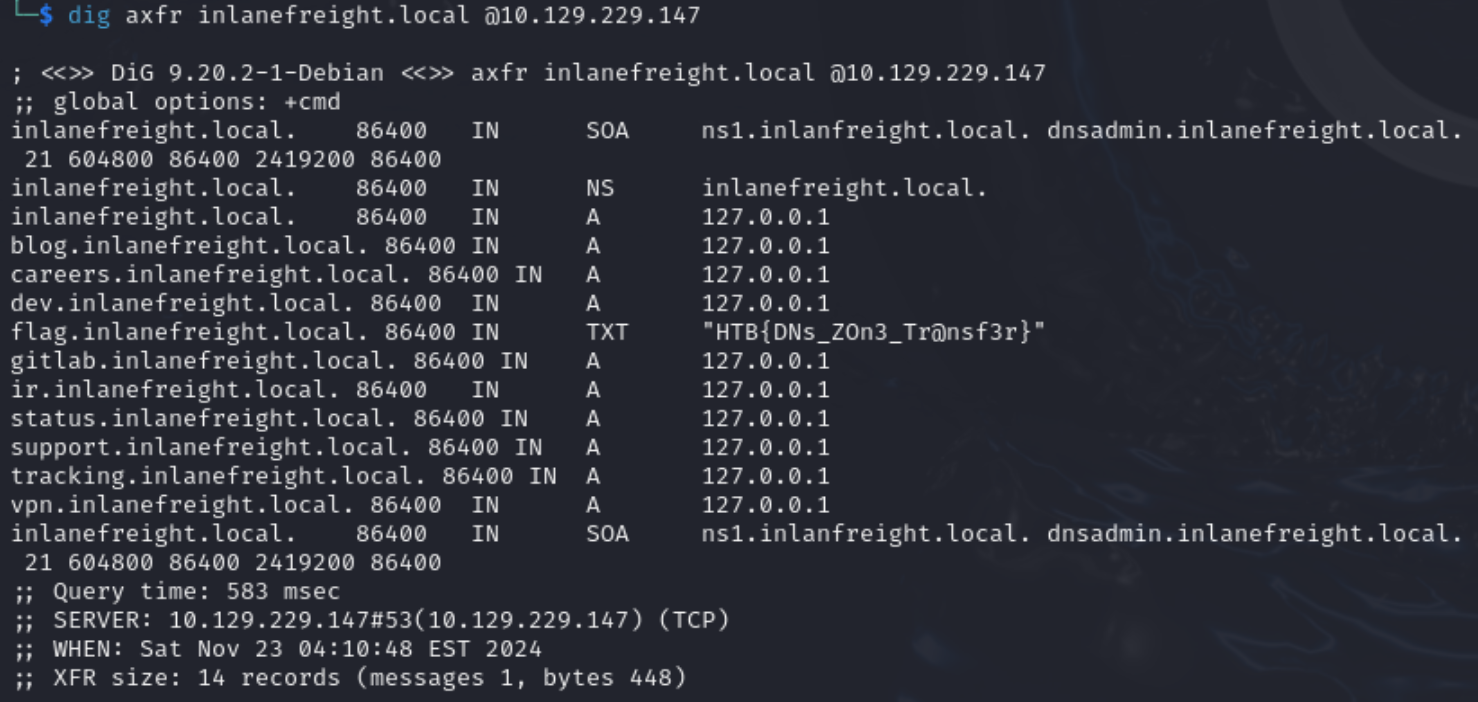 └─$ dig axfr inlanefreight.local @10.129.229.147
; <<>> DiG 9.20.2-1-Debian <<>> axfr inlanefreight.local @10.129.229.147
;; global options: +cmd
inlanefreight.local. 86400 IN SOA ns1.inlanfreight.local. dnsadmin.inlanefreight.local.
21 604800 86400 2419200 86400
inlanefreight.local. 86400 IN NS inlanefreight.local.
inlanefreight.local. 86400 IN A 127.0.0.1
blog.inlanefreight.local. 86400 IN A 127.0.0.1
careers.inlanefreight.local. 86400 IN A 127.0.0.1
dev.inlanefreight.local. 86400 IN A 127.0.0.1
flag.inlanefreight.local. 86400 IN TXT "HTB{DNs_ZOn3_Tr@nsf3r}"
gitlab.inlanefreight.local. 86400 IN A 127.0.0.1
ir.inlanefreight.local. 86400 IN A 127.0.0.1
status.inlanefreight.local. 86400 IN A 127.0.0.1
support.inlanefreight.local. 86400 IN A 127.0.0.1
tracking.inlanefreight.local. 86400 IN A 127.0.0.1
vpn.inlanefreight.local. 86400 IN A 127.0.0.1
inlanefreight.local. 86400 IN SOA ns1.inlanfreight.local. dnsadmin.inlanefreight.local.
21 604800 86400 2419200 86400
;; Query time: 583 msec
;; SERVER: 10.129.229.147#53(10.129.229.147) (TCP)
;; WHEN: Sat Nov 23 04:10:48 EST 2024
;; XFR size: 14 records (messages 1, bytes 448)